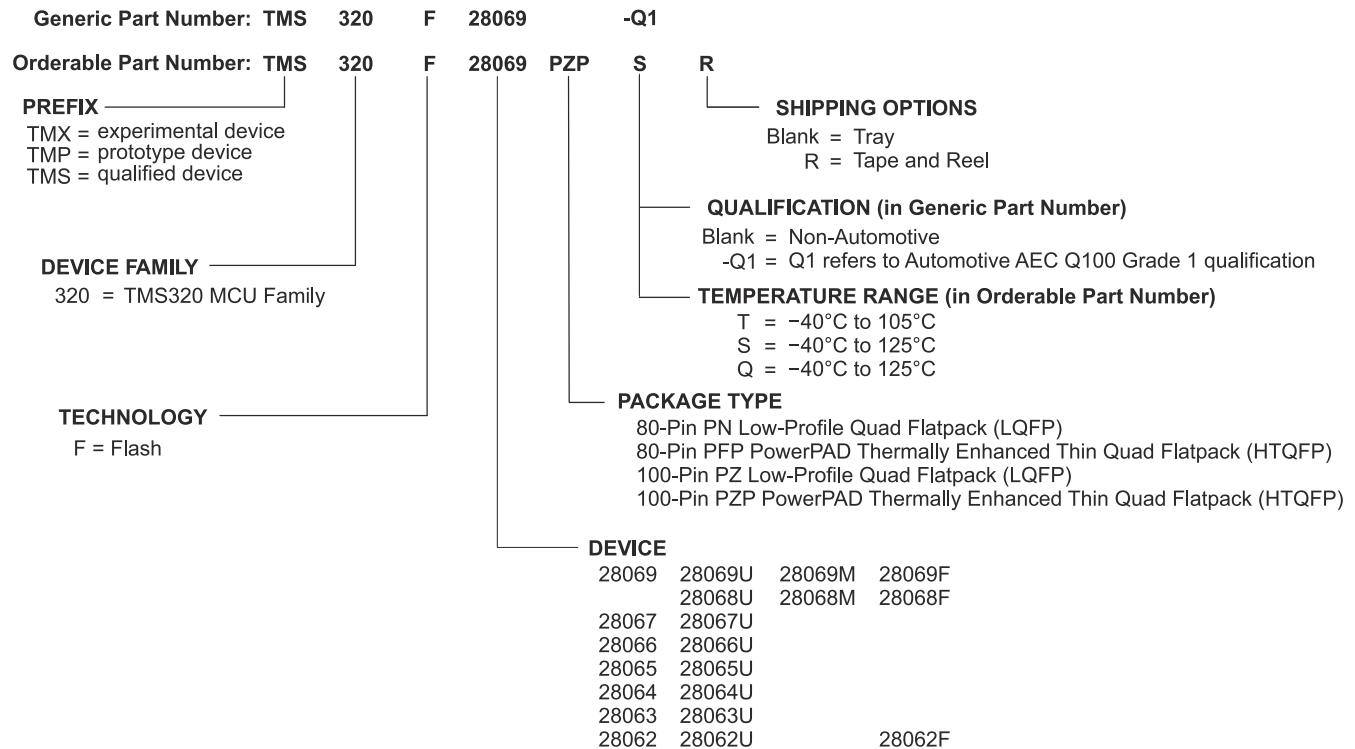 Generic Part Number: TMS 320 F 28069 -Q1
Orderable Part Number: TMS 320 F 28069 PZP S R
PREFIX
TMX = experimental device
TMP = prototype device
TMS = qualified device
SHIPPING OPTIONS
Blank = Tray
R = Tape and Reel
QUALIFICATION (in Generic Part Number)
Blank = Non-Automotive
-Q1 = Q1 refers to Automotive AEC Q100 Grade 1 qualification
DEVICE FAMILY
320 = TMS320 MCU Family
TEMPERATURE RANGE (in Orderable Part Number)
T = −40°C to 105°C
S = −40°C to 125°C
Q = −40°C to 125°C
TECHNOLOGY
F = Flash
PACKAGE TYPE
80-Pin PN Low-Profile Quad Flatpack (LQFP)
80-Pin PFP PowerPAD Thermally Enhanced Thin Quad Flatpack (HTQFP)
100-Pin PZ Low-Profile Quad Flatpack (LQFP)
100-Pin PZP PowerPAD Thermally Enhanced Thin Quad Flatpack (HTQFP)
DEVICE
28069 28069U 28069M 28069F
28068U 28068M 28068F
28067 28067U
28066 28066U
28065 28065U
28064 28064U
28063 28063U
28062 28062U 28062F